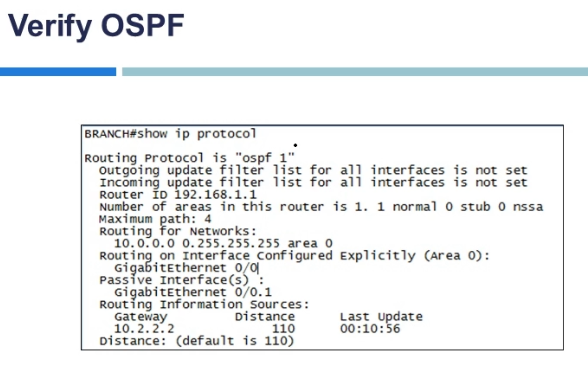 Verify OSPF
BRANCH#show ip protocol
Routing Protocol is "ospf 1"
Outgoing update filter list for all interfaces is not set
Incoming update filter list for all interfaces is not set
Router ID 192.168.1.1
Number of areas in this router is 1. 1 normal 0 stub 0 nssa
Maximum path: 4
Routing for Networks:
10.0.0.0 0.255.255.255 area 0
Routing on Interface Configured Explicitly (Area 0):
GigabitEthernet 0/0
Passive Interface(s) :
GigabitEthernet 0/0.1
Routing Information Sources:
Gateway Distance Last Update
10.2.2.2 110 00:10:56
Distance: (default is 110)